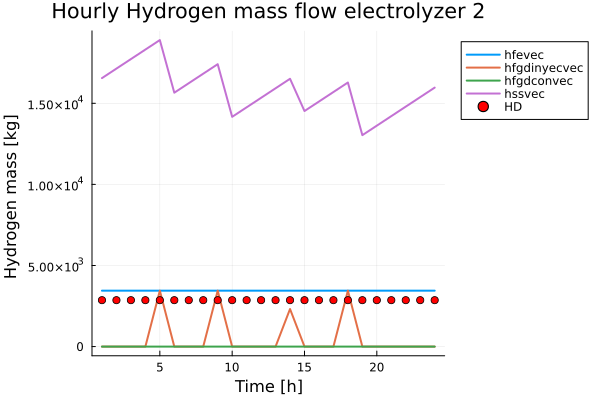 Hourly Hydrogen mass flow electrolyzer 2
Hydrogen mass [kg]
1.50×10⁴
1.00×10⁴
5.00×10³
0
5
10
15
20
Time [h]
hfevec
hfgdinyecvec
hfgdconvec
hssvec
HD